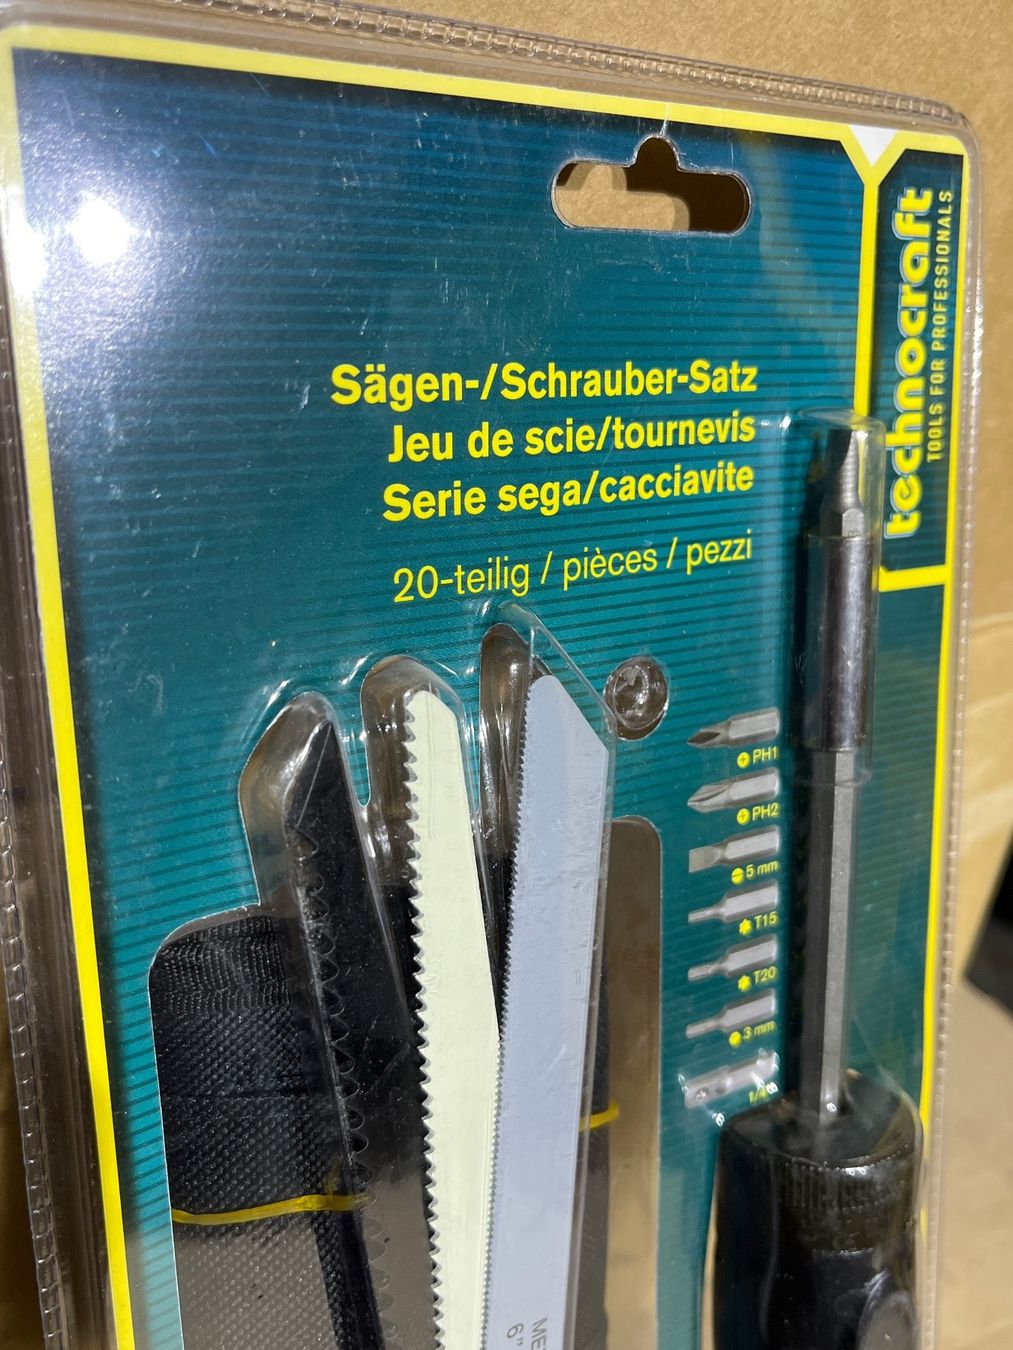 Sägen-/Schrauber-Satz
Jeu de scie/tournevis
Serie sega/cacciavite
20-teilig / pièces / pezzi
technocraft
TOOLS FOR PROFESSIONALS
PH1
PH2
5 mm
T15
T20
3 mm
6"